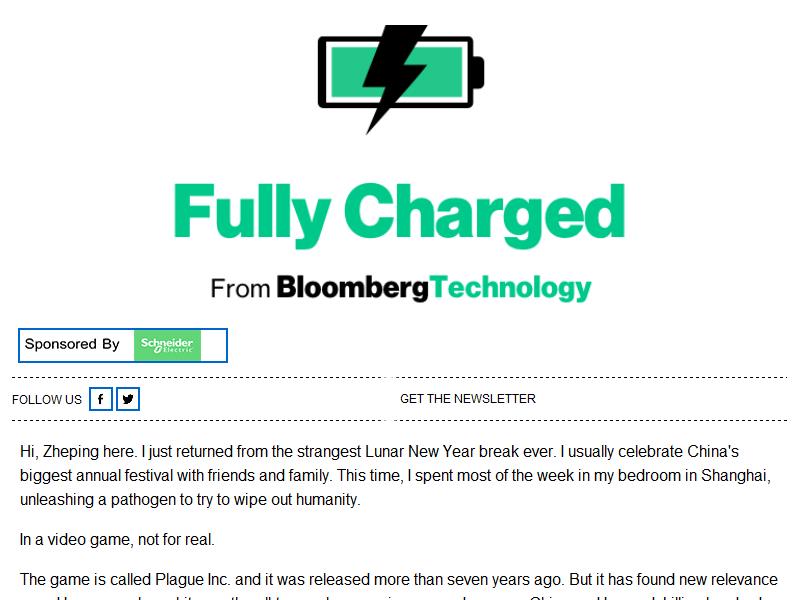 Fully Charged
From BloombergTechnology
Sponsored By Schneider Electric
FOLLOW US
GET THE NEWSLETTER
Hi, Zheping here. I just returned from the strangest Lunar New Year break ever. I usually celebrate China's
biggest annual festival with friends and family. This time, I spent most of the week in my bedroom in Shanghai,
unleashing a pathogen to try to wipe out humanity.
In a video game, not for real.
The game is called Plague Inc. and it was released more than seven years ago. But it has found new relevance